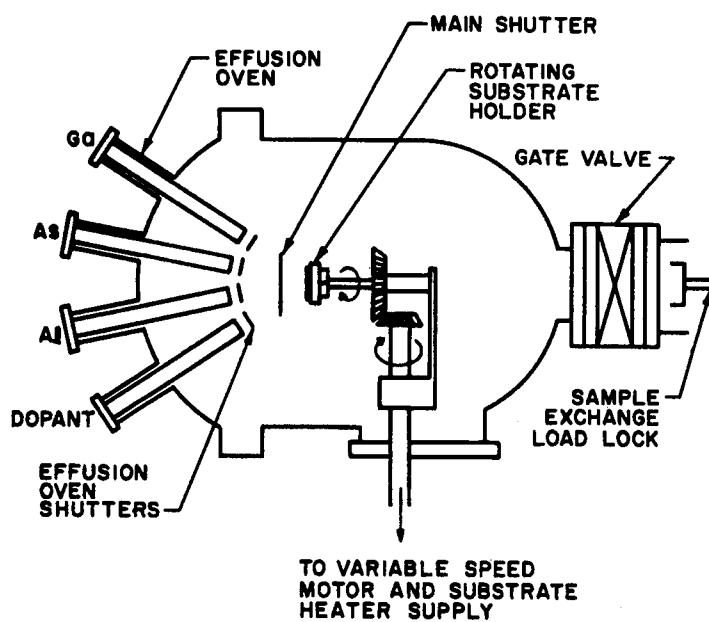 MAIN SHUTTER
EFFUSION
OVEN
ROTATING
SUBSTRATE
HOLDER
Ga
GATE VALVE
As
Al
DOPANT
SAMPLE
EXCHANGE
LOAD LOCK
EFFUSION
OVEN
SHUTTERS
TO VARIABLE SPEED
MOTOR AND SUBSTRATE
HEATER SUPPLY